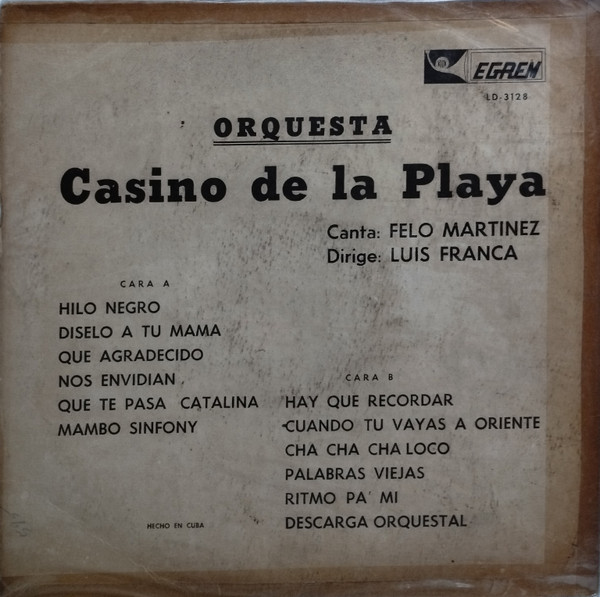 EGREM
LD-3128
ORQUESTA
Casino de la Playa
Canta: FELO MARTINEZ
Dirige: LUIS FRANCA
CARA A
HILO NEGRO
DISELO A TU MAMA
QUE AGRADECIDO
NOS ENVIDIAN
QUE TE PASA CATALINA
MAMBO SINFONY
CARA B
HAY QUE RECORDAR
CUANDO TU VAYAS A ORIENTE
CHA CHA CHA LOCO
PALABRAS VIEJAS
RITMO PA' MI
DESCARGA ORQUESTAL
HECHO EN CUBA